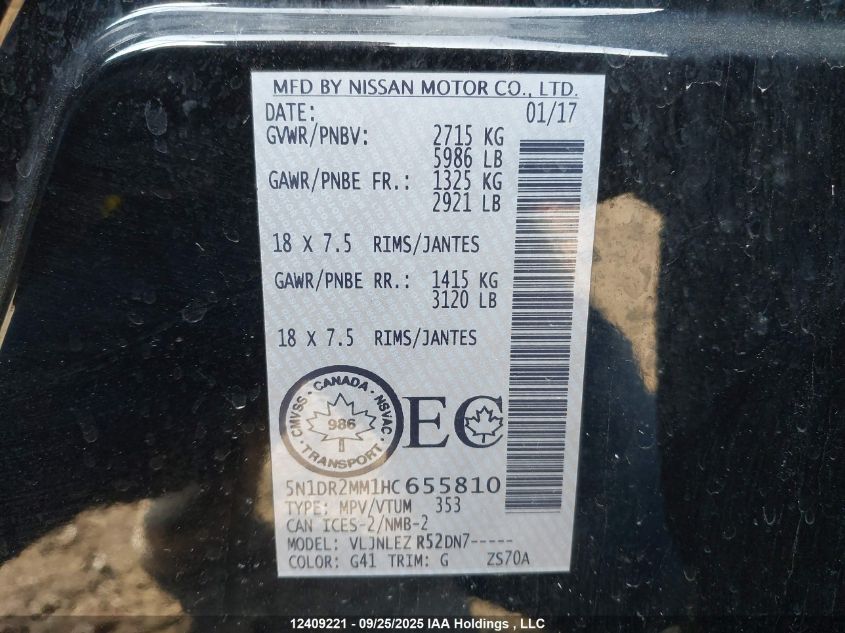 MFD BY NISSAN MOTOR CO., LTD.
DATE: 01/17
GVWR/PNBV: 2715 KG
5986 LB
GAWR/PNBE FR.: 1325 KG
2921 LB
18 X 7.5 RIMS/JANTES
GAWR/PNBE RR.: 1415 KG
3120 LB
18 X 7.5 RIMS/JANTES
CMVSS · CANADA · NSVAC
986
· TRANSPORT ·
EC
5N1DR2MM1HC655810
TYPE: MPV/VTUM 353
CAN ICES-2/NMB-2
MODEL: VLJNLEZ R52DN7-----
COLOR: G41 TRIM: G ZS70A
12409221 - 09/25/2025 IAA Holdings , LLC